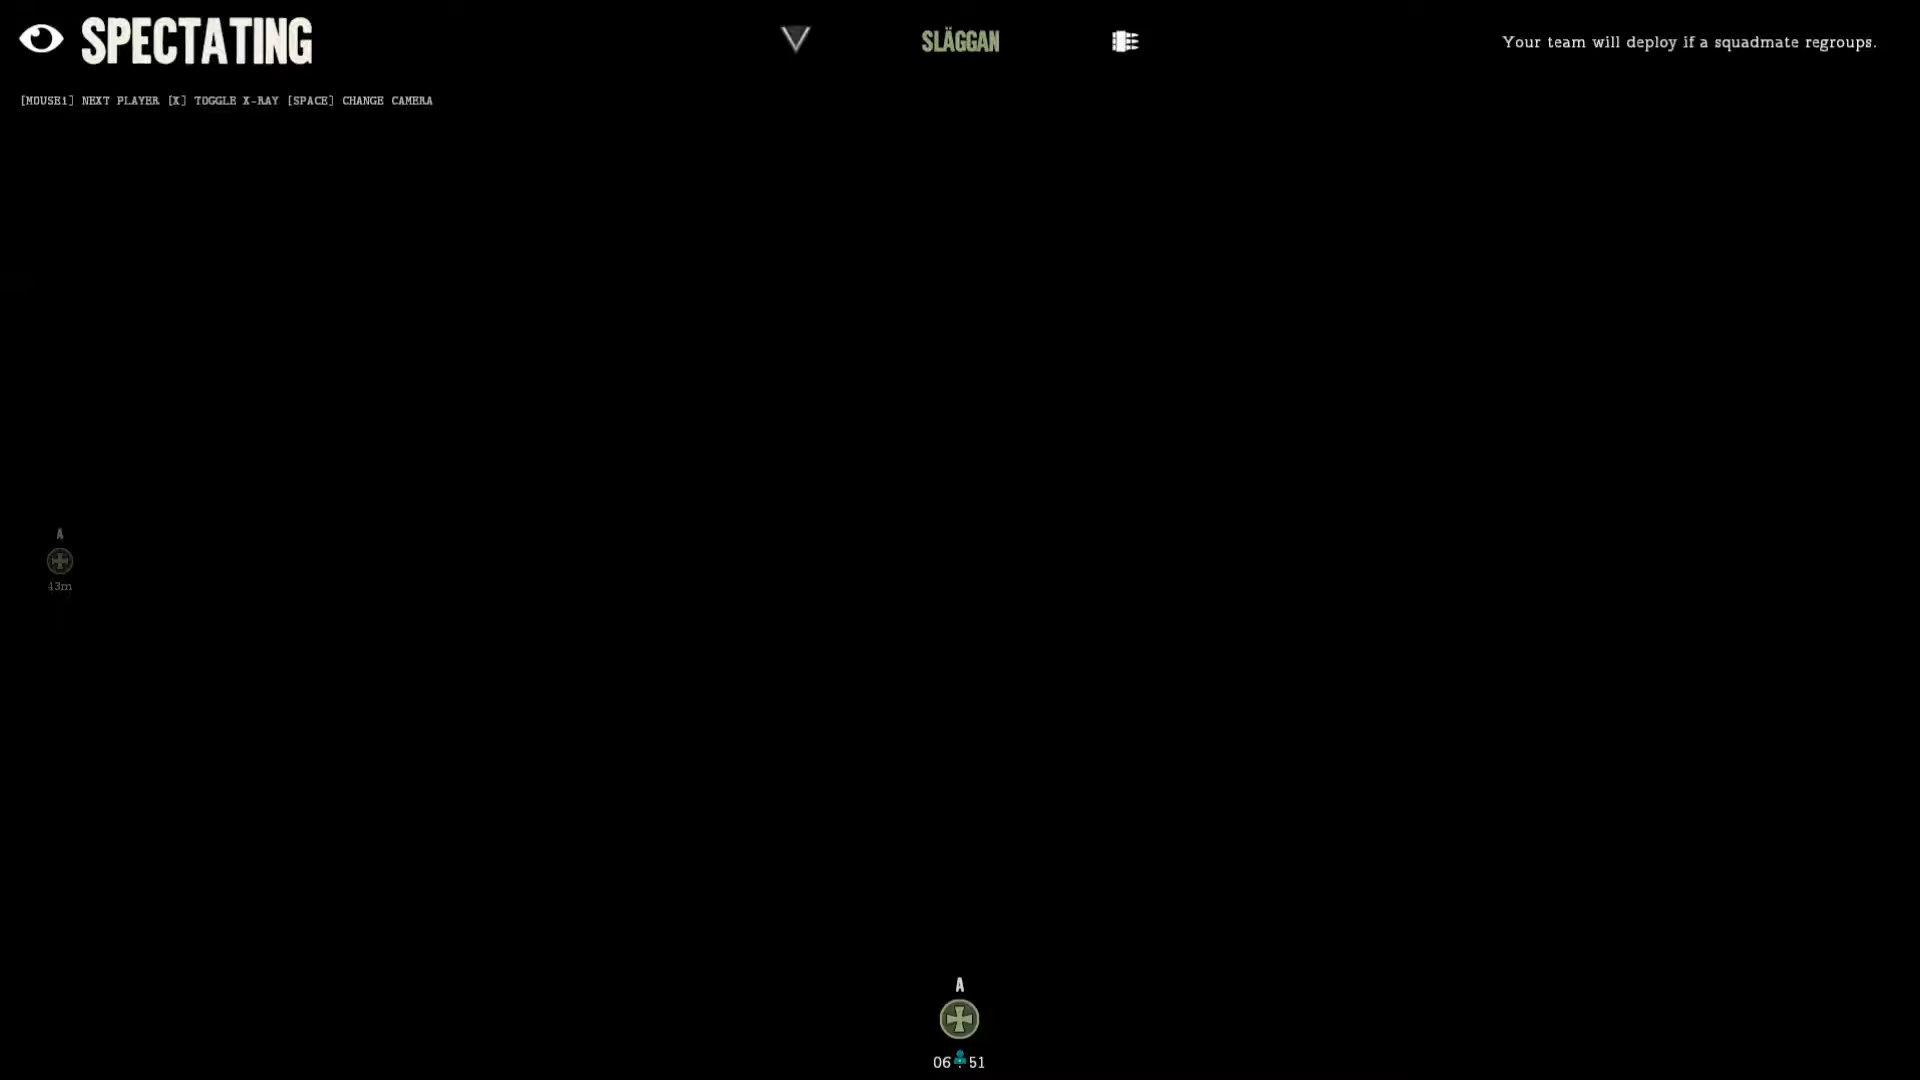 SPECTATING
SLÄGGAN
Your team will deploy if a squadmate regroups.
[MOUSE1] NEXT PLAYER [X] TOGGLE X-RAY [SPACE] CHANGE CAMERA
A
43m
A
06:51